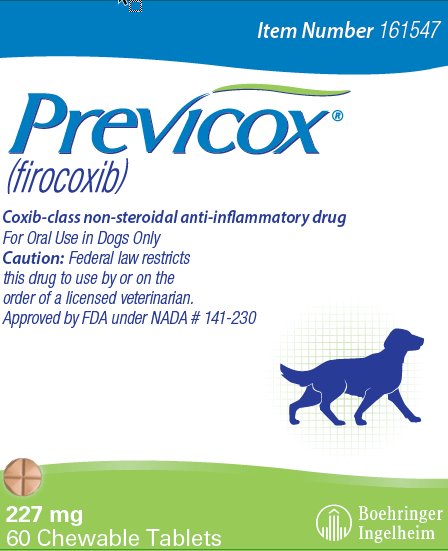 Item Number 161547
Previcox®
(firocoxib)
Coxib-class non-steroidal anti-inflammatory drug
For Oral Use in Dogs Only
Caution: Federal law restricts
this drug to use by or on the
order of a licensed veterinarian.
Approved by FDA under NADA # 141-230
227 mg
60 Chewable Tablets
Boehringer
Ingelheim